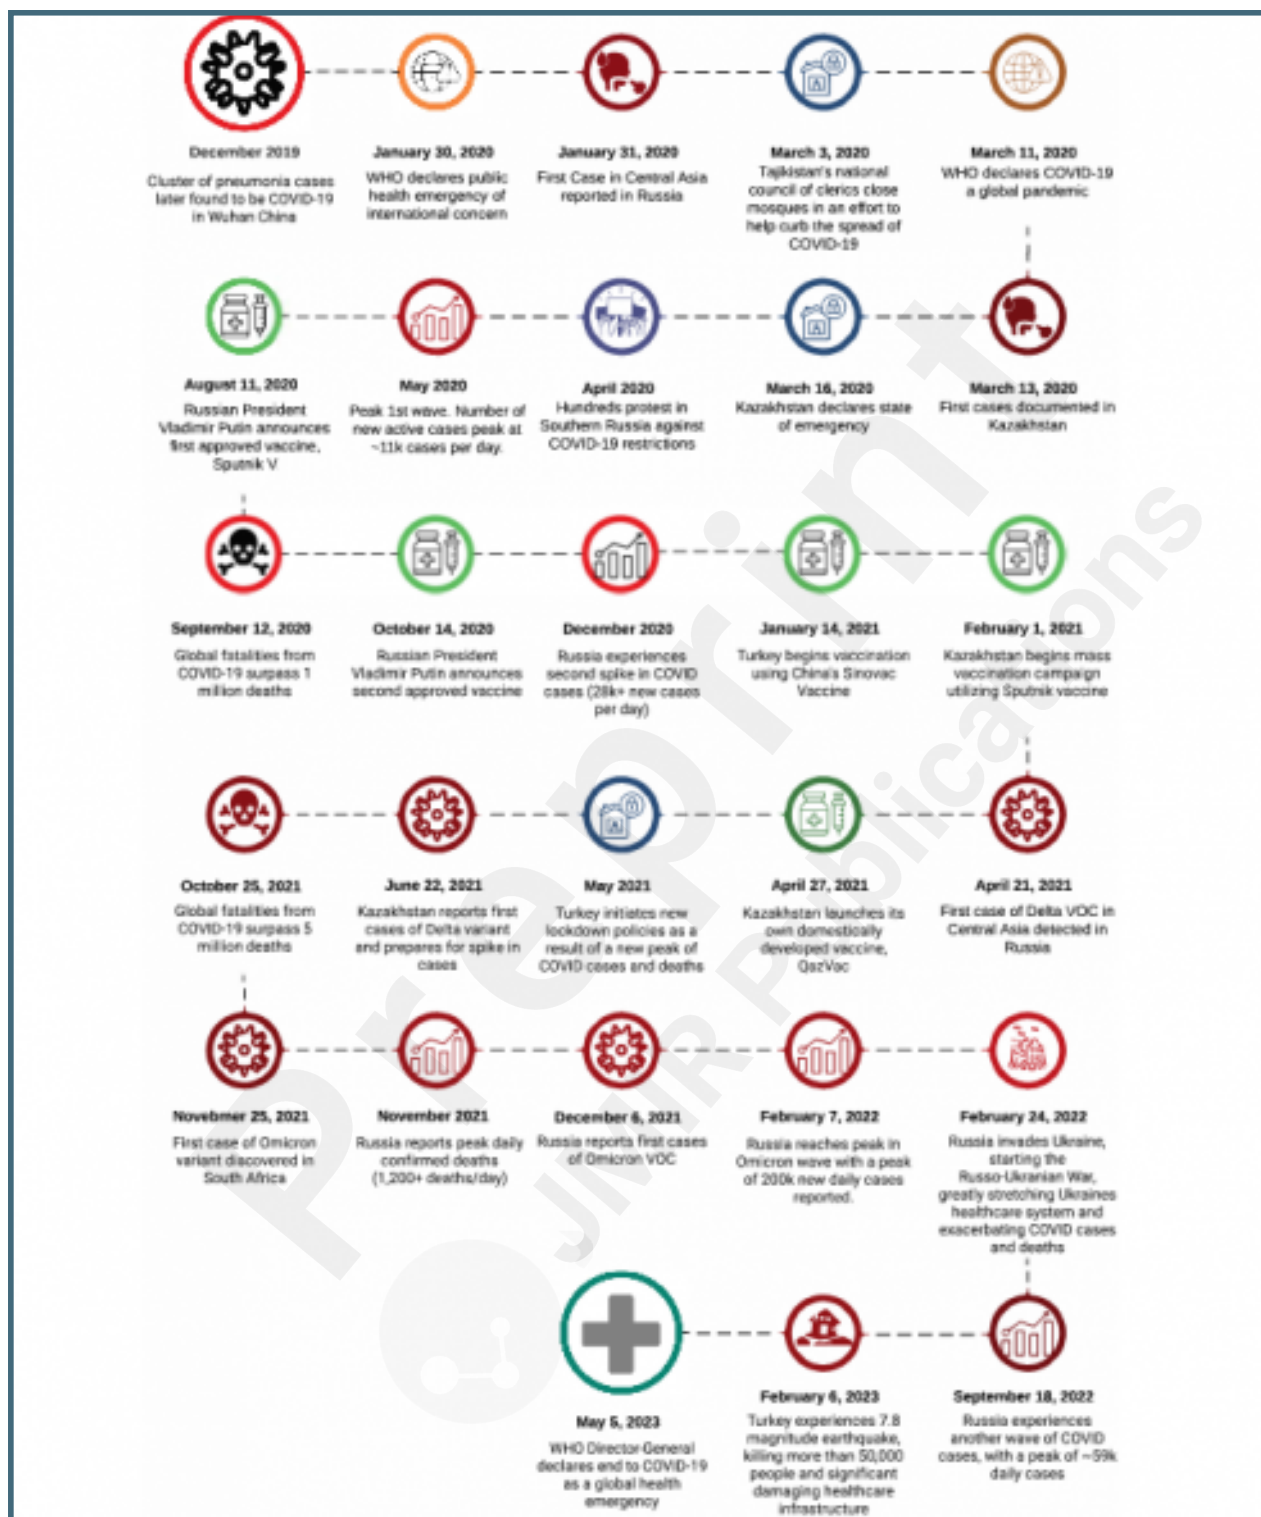 December 2019
Cluster of pneumonia cases
later found to be COVID-19
in Wuhan China
January 30, 2020
WHO declares public
health emergency of
international concern
January 31, 2020
First Case in Central Asia
reported in Russia
March 3, 2020
Tajikistan's national
council of clerics close
mosques in an effort to
help curb the spread of
COVID-19
March 11, 2020
WHO declares COVID-19
a global pandemic
August 11, 2020
Russian President
Vladimir Putin announces
first approved vaccine,
Sputnik V
May 2020
Peak 1st wave. Number of
new active cases peak at
~11k cases per day.
April 2020
Hundreds protest in
Southern Russia against
COVID-19 restrictions
March 16, 2020
Kazakhstan declares state
of emergency
March 13, 2020
First cases documented in
Kazakhstan
September 12, 2020
Global fatalities from
COVID-19 surpass 1
million deaths
October 14, 2020
Russian President
Vladimir Putin announces
second approved vaccine
December 2020
Russia experiences
second spike in COVID
cases (28k+ new cases
per day)
January 14, 2021
Turkey begins vaccination
using China's Sinovac
Vaccine
February 1, 2021
Kazakhstan begins mass
vaccination campaign
utilizing Sputnik vaccine
October 25, 2021
Global fatalities from
COVID-19 surpass 5
million deaths
June 22, 2021
Kazakhstan reports first
cases of Delta variant
and prepares for spike in
cases
May 2021
Turkey initiates new
lockdown policies as a
result of a new peak of
COVID cases and deaths
April 27, 2021
Kazakhstan launches its
own domestically
developed vaccine,
QazVac
April 21, 2021
First case of Delta VOC in
Central Asia detected in
Russia
Novebmer 25, 2021
First case of Omicron
variant discovered in
South Africa
November 2021
Russia reports peak daily
confirmed deaths
(1,200+ deaths/day)
December 6, 2021
Russia reports first cases
of Omicron VOC
February 7, 2022
Russia reaches peak in
Omicron wave with a peak
of 200k new daily cases
reported.
February 24, 2022
Russia invades Ukraine,
starting the
Russo-Ukranian War,
greatly stretching Ukraines
healthcare system and
exacerbating COVID cases
and deaths
May 5, 2023
WHO Director-General
declares end to COVID-19
as a global health
emergency
February 6, 2023
Turkey experiences 7.8
magnitude earthquake,
killing more than 50,000
people and significant
damaging healthcare
infrastructure
September 18, 2022
Russia experiences
another wave of COVID
cases, with a peak of ~59k
daily cases
Preprint
JMIR Publications